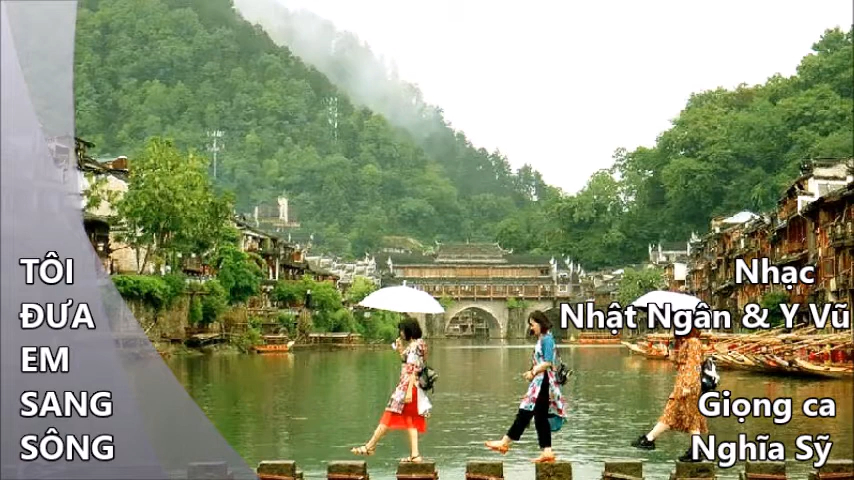 TÔI
ĐƯA
EM
SANG
SÔNG
Nhạc
Nhật Ngân & Y Vũ
Giọng ca
Nghĩa Sỹ